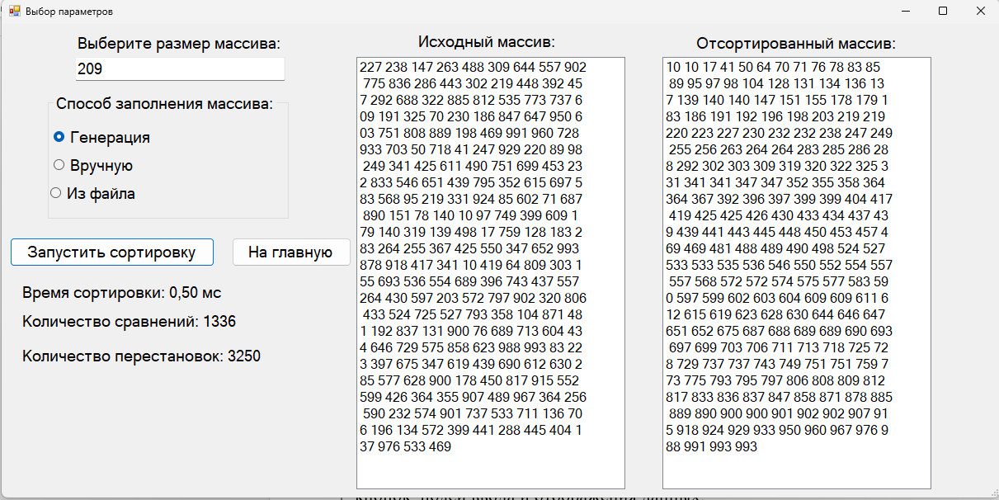 Выбор параметров
Выберите размер массива:
209
Способ заполнения массива:
Генерация
Вручную
Из файла
Запустить сортировку
На главную
Время сортировки: 0,50 мс
Количество сравнений: 1336
Количество перестановок: 3250
Исходный массив:
227 238 147 263 488 309 644 557 902
775 836 286 443 302 219 448 392 45
7 292 688 322 885 812 535 773 737 6
09 191 325 70 230 186 847 647 950 6
03 751 808 889 198 469 991 960 728
933 703 50 718 41 247 929 220 89 98
249 341 425 611 490 751 699 453 23
2 833 546 651 439 795 352 615 697 5
83 568 95 219 331 924 85 602 71 687
890 151 78 140 10 97 749 399 609 1
79 140 319 139 498 17 759 128 183 2
83 264 255 367 425 550 347 652 993
878 918 417 341 10 419 64 809 303 1
55 693 536 554 689 396 743 437 557
264 430 597 203 572 797 902 320 806
433 524 725 527 793 358 104 871 48
1 192 837 131 900 76 689 713 604 43
4 646 729 575 858 623 988 993 83 22
3 397 675 347 619 439 690 612 630 2
85 577 628 900 178 450 817 915 552
599 426 364 355 907 489 967 364 256
590 232 574 901 737 533 711 136 70
6 196 134 572 399 441 288 445 404 1
37 976 533 469
Отсортированный массив:
10 10 17 41 50 64 70 71 76 78 83 85
89 95 97 98 104 128 131 134 136 13
7 139 140 140 147 151 155 178 179 1
83 186 191 192 196 198 203 219 219
220 223 227 230 232 232 238 247 249
255 256 263 264 264 283 285 286 28
8 292 302 303 309 319 320 322 325 3
31 341 341 347 347 352 355 358 364
364 367 392 396 397 399 399 404 417
419 425 425 426 430 433 434 437 43
9 439 441 443 445 448 450 453 457 4
69 469 481 488 489 490 498 524 527
533 533 535 536 546 550 552 554 557
557 568 572 572 574 575 577 583 59
0 597 599 602 603 604 609 609 611 6
12 615 619 623 628 630 644 646 647
651 652 675 687 688 689 689 690 693
697 699 703 706 711 713 718 725 72
8 729 737 737 743 749 751 751 759 7
73 775 793 795 797 806 808 809 812
817 833 836 837 847 858 871 878 885
889 890 900 900 901 902 902 907 91
5 918 924 929 933 950 960 967 976 9
88 991 993 993